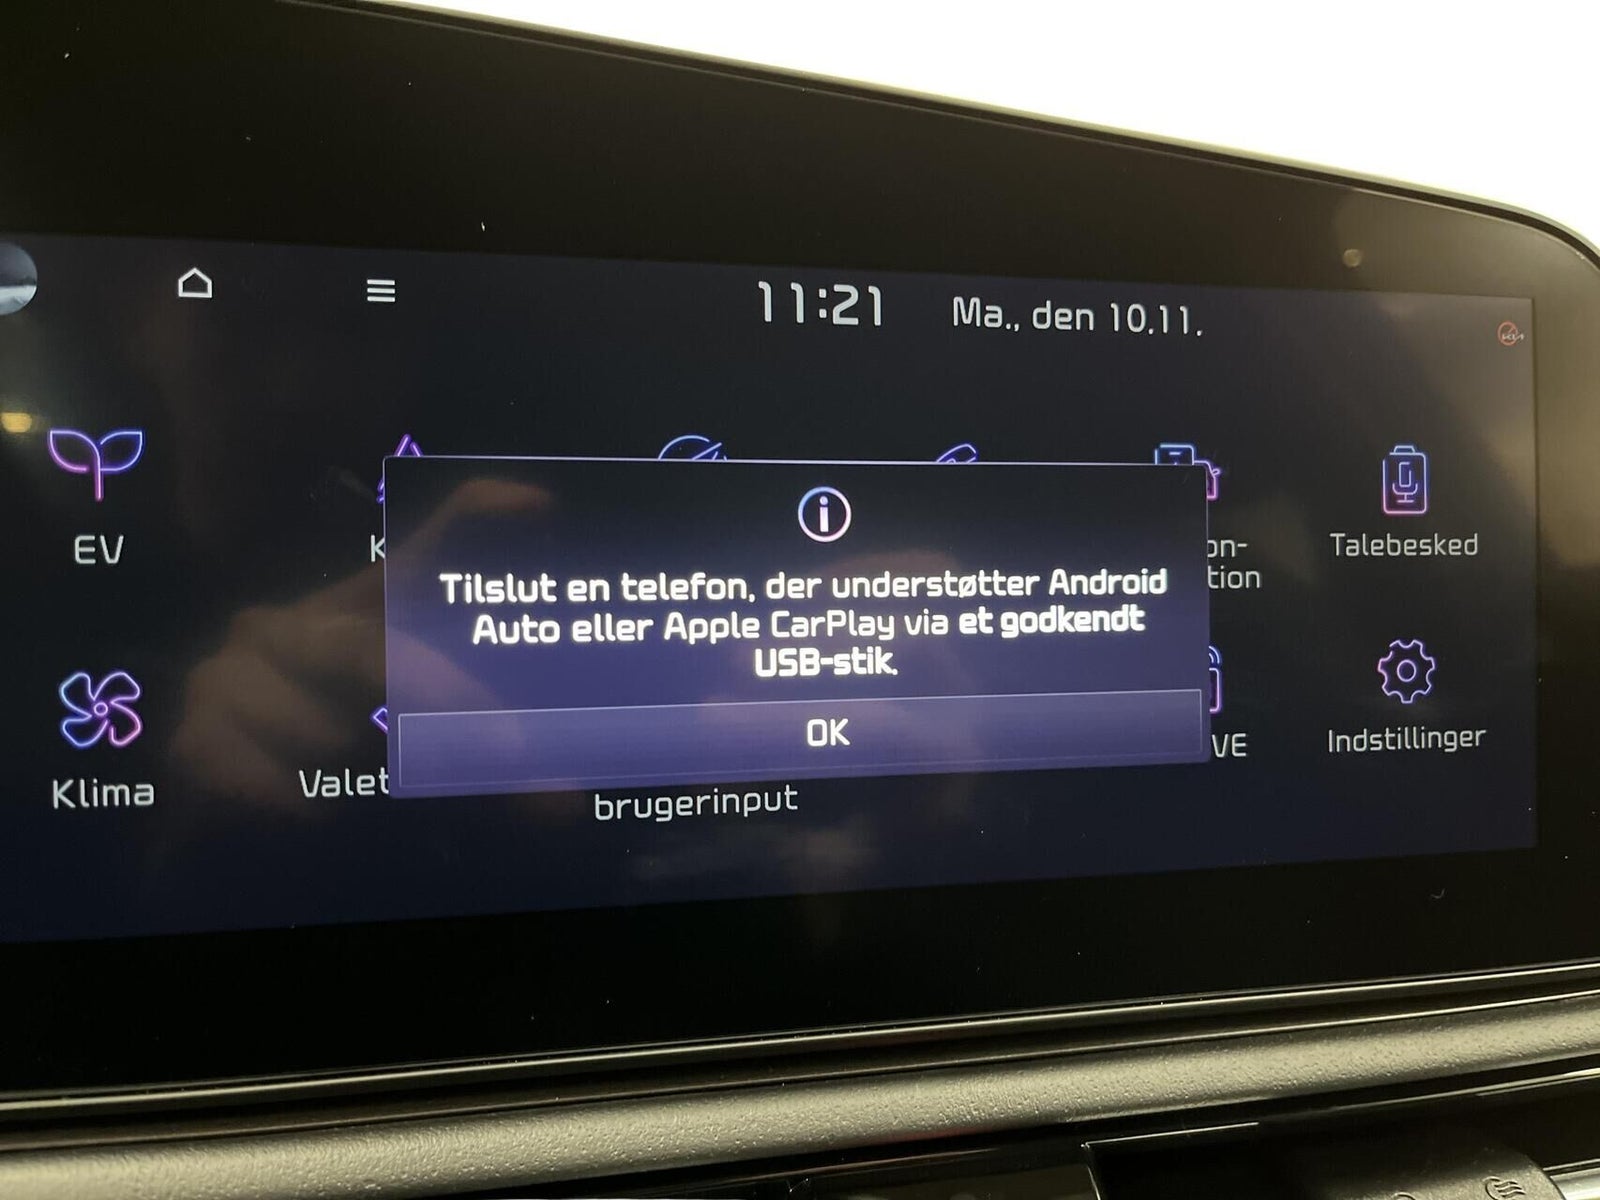 11:21
Ma., den 10.11.
EV
Talebesked
Tilslut en telefon, der understøtter Android
Auto eller Apple CarPlay via et godkendt
USB-stik.
OK
Klima
Valet
brugerinput
Indstillinger